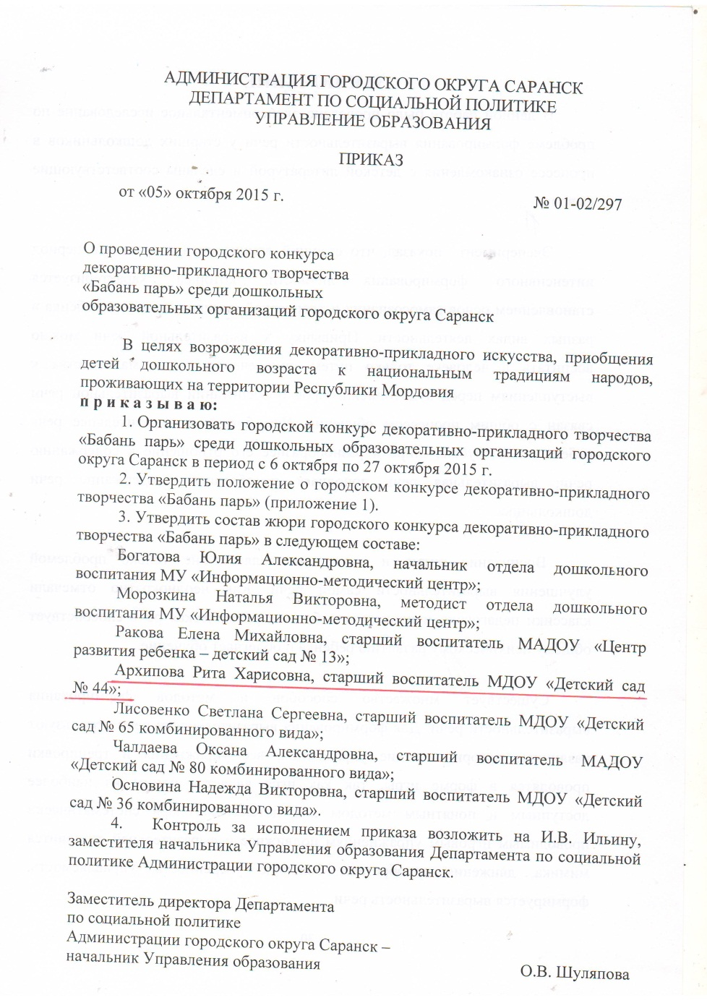 АДМИНИСТРАЦИЯ ГОРОДСКОГО ОКРУГА САРАНСК
ДЕПАРТАМЕНТ ПО СОЦИАЛЬНОЙ ПОЛИТИКЕ
УПРАВЛЕНИЕ ОБРАЗОВАНИЯ
ПРИКАЗ
от «05» октября 2015 г.
№ 01-02/297
О проведении городского конкурса
декоративно-прикладного творчества
«Бабань парь» среди дошкольных
образовательных организаций городского округа Саранск
В целях возрождения декоративно-прикладного искусства, приобщения
детей дошкольного возраста к национальным традициям народов,
проживающих на территории Республики Мордовия
п р и к а з ы в а ю:
1. Организовать городской конкурс декоративно-прикладного творчества
«Бабань парь» среди дошкольных образовательных организаций городского
округа Саранск в период с 6 октября по 27 октября 2015 г.
2. Утвердить положение о городском конкурсе декоративно-прикладного
творчества «Бабань парь» (приложение 1).
3. Утвердить состав жюри городского конкурса декоративно-прикладного
творчества «Бабань парь» в следующем составе:
Богатова Юлия Александровна, начальник отдела дошкольного
воспитания МУ «Информационно-методический центр»;
Морозкина Наталья Викторовна, методист отдела дошкольного
воспитания МУ «Информационно-методический центр»;
Ракова Елена Михайловна, старший воспитатель МАДОУ «Центр
развития ребенка – детский сад № 13»;
Архипова Рита Харисовна, старший воспитатель МДОУ «Детский сад
№ 44»;
Лисовенко Светлана Сергеевна, старший воспитатель МДОУ «Детский
сад № 65 комбинированного вида»;
Чалдаева Оксана Александровна, старший воспитатель МАДОУ
«Детский сад № 80 комбинированного вида»;
Основина Надежда Викторовна, старший воспитатель МДОУ «Детский
сад № 36 комбинированного вида».
4. Контроль за исполнением приказа возложить на И.В. Ильину,
заместителя начальника Управления образования Департамента по социальной
политике Администрации городского округа Саранск.
Заместитель директора Департамента
по социальной политике
Администрации городского округа Саранск –
начальник Управления образования
О.В. Шуляпова